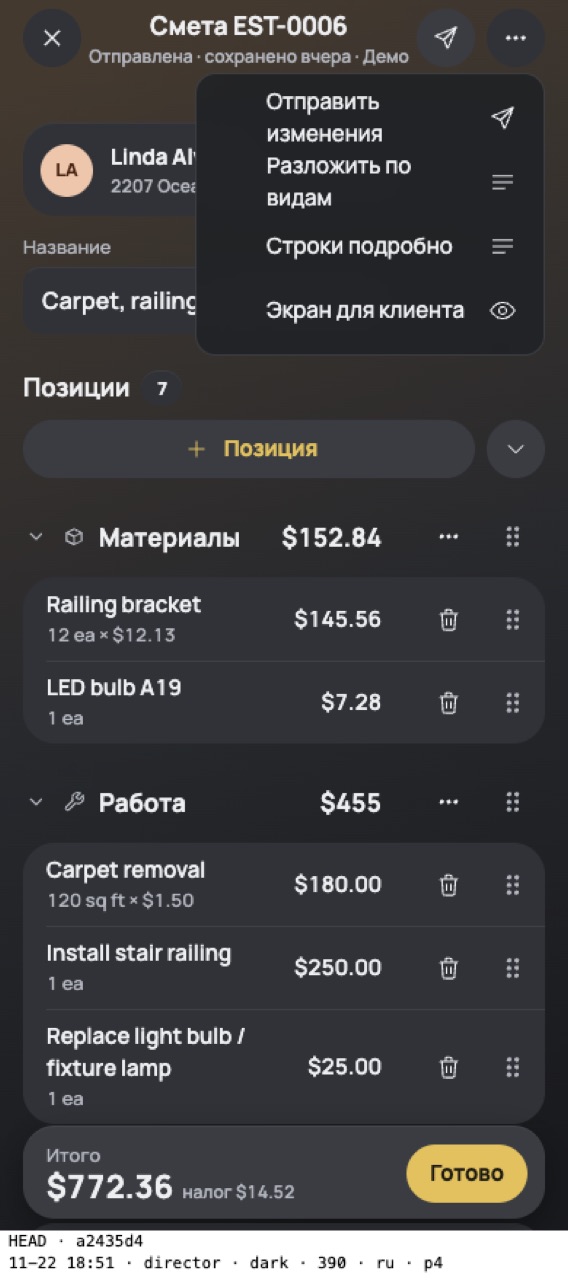 Смета EST-0006
Отправлена · сохранено вчера · Демо
Отправить
изменения
Разложить по
видам
Строки подробно
Экран для клиента
LA
Linda
2207
Название
Carpet, railing
Позиции 7
+ Позиция
Материалы $152.84
Railing bracket $145.56
12 ea × $12.13
LED bulb A19 $7.28
1 ea
Работа $455
Carpet removal $180.00
120 sq ft × $1.50
Install stair railing $250.00
1 ea
Replace light bulb /
fixture lamp $25.00
1 ea
Итого
$772.36 налог $14.52
Готово
HEAD · a2435d4
11-22 18:51 · director · dark · 390 · ru · p4